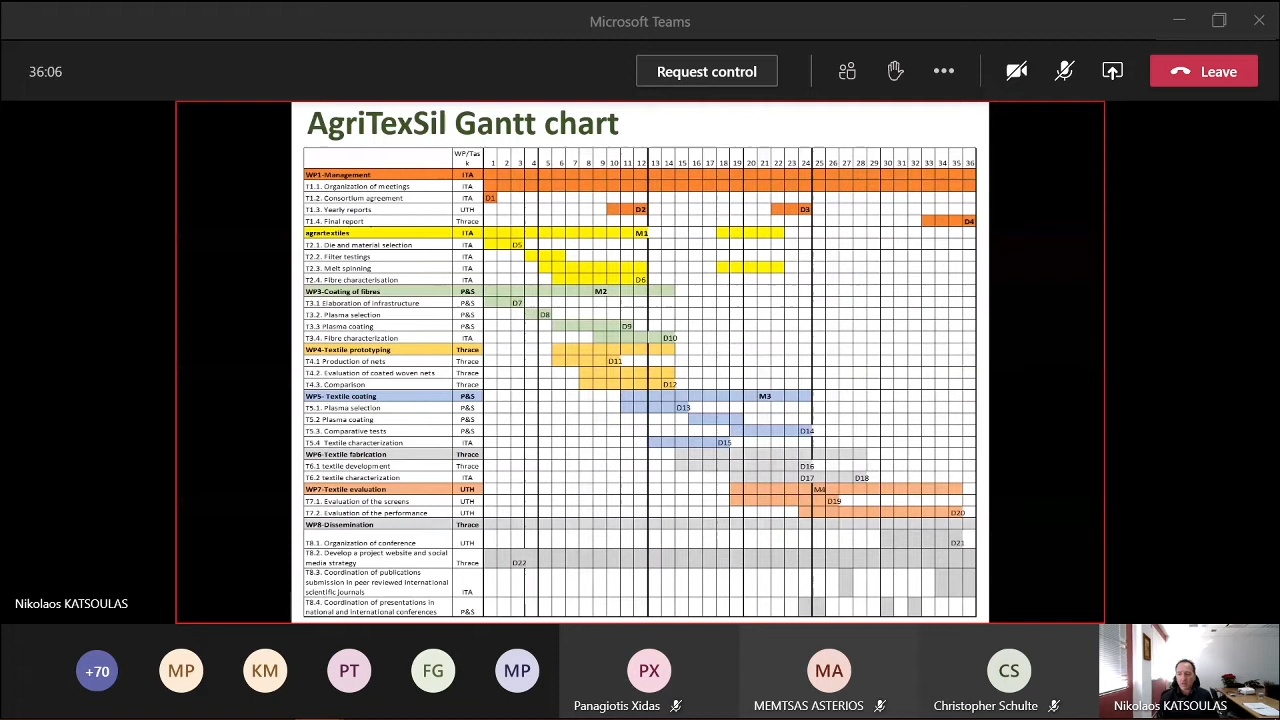 Microsoft Teams
36:06
Request control
Leave
AgriTexSil Gantt chart
WP/Tas
k 1 2 3 4 5 6 7 8 9 10 11 12 13 14 15 16 17 18 19 20 21 22 23 24 25 26 27 28 29 30 31 32 33 34 35 36
WP1-Management ITA
T1.1. Organization of meetings ITA
T1.2. Consortium agreement ITA D1
T1.3. Yearly reports UTH D2 D3
T1.4. Final report Thrace D4
agrartextiles ITA M1
T2.1. Die and material selection ITA D5
T2.2. Filter testings ITA
T2.3. Melt spinning ITA
T2.4. Fibre characterisation ITA D6
WP3-Coating of fibres P&S M2
T3.1 Elaboration of infrastructure P&S D7
T3.2. Plasma selection P&S D8
T3.3 Plasma coating P&S D9
T3.4. Fibre characterization ITA D10
WP4-Textile prototyping Thrace
T4.1 Production of nets Thrace D11
T4.2. Evaluation of coated woven nets Thrace
T4.3. Comparison Thrace D12
WP5- Textile coating P&S M3
T5.1. Plasma selection P&S D13
T5.2 Plasma coating P&S
T5.3. Comparative tests P&S D14
T5.4 Textile characterization ITA D15
WP6-Textile fabrication Thrace
T6.1 textile development Thrace D16
T6.2 textile characterization ITA D17 D18
WP7-Textile evaluation UTH M4
T7.1. Evaluation of the screens UTH D19
T7.2. Evaluation of the performance UTH D20
WP8-Dissemination Thrace
T8.1. Organization of conference UTH D21
T8.2. Develop a project website and social
media strategy Thrace D22
T8.3. Coordination of publications
submission in peer reviewed international
scientific journals ITA
T8.4. Coordination of presentations in
national and international conferences P&S
Nikolaos KATSOULAS
+70 MP KM PT FG MP PX MA CS
Panagiotis Xidas MEMTSAS ASTERIOS Christopher Schulte Nikolaos KATSOULAS